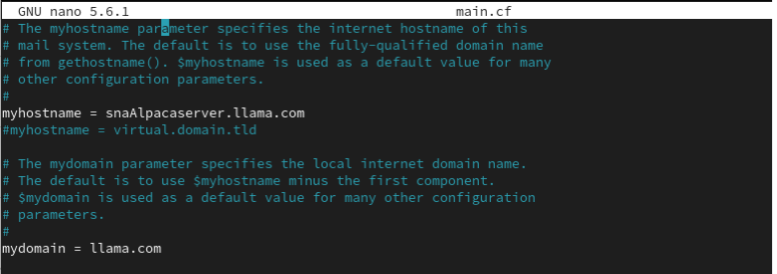 GNU nano 5.6.1 main.cf
# The myhostname parameter specifies the internet hostname of this
# mail system. The default is to use the fully-qualified domain name
# from gethostname(). $myhostname is used as a default value for many
# other configuration parameters.
#
myhostname = snaAlpacaserver.llama.com
#myhostname = virtual.domain.tld
# The mydomain parameter specifies the local internet domain name.
# The default is to use $myhostname minus the first component.
# $mydomain is used as a default value for many other configuration
# parameters.
#
mydomain = llama.com